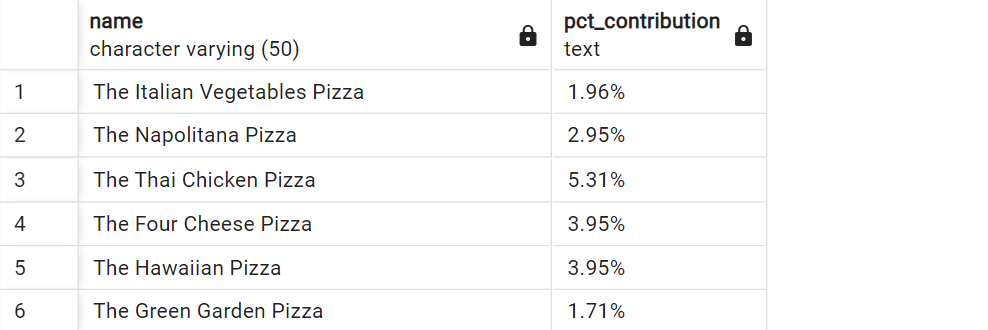 name pct_contribution
character varying (50) text
1 The Italian Vegetables Pizza 1.96%
2 The Napolitana Pizza 2.95%
3 The Thai Chicken Pizza 5.31%
4 The Four Cheese Pizza 3.95%
5 The Hawaiian Pizza 3.95%
6 The Green Garden Pizza 1.71%